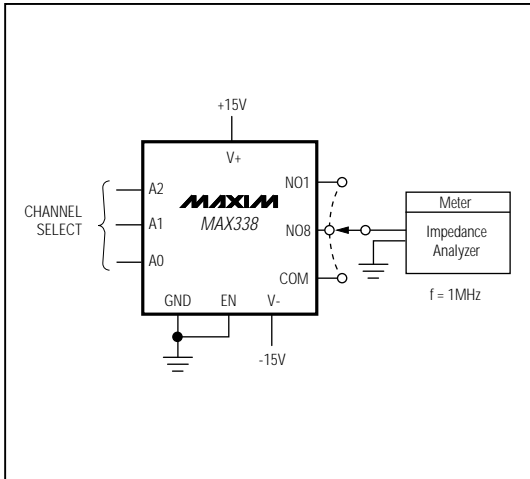 +15V
V+
CHANNEL
SELECT
A2
A1
A0
MAXIM
MAX338
NO1
NO8
COM
GND
EN
V-
-15V
Meter
Impedance
Analyzer
f = 1MHz